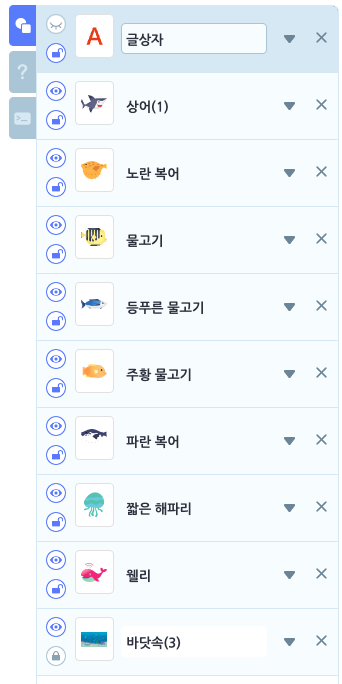 A
글상자
?
상어(1)
노란 복어
물고기
등푸른 물고기
주황 물고기
파란 복어
짧은 해파리
웰리
바닷속(3)